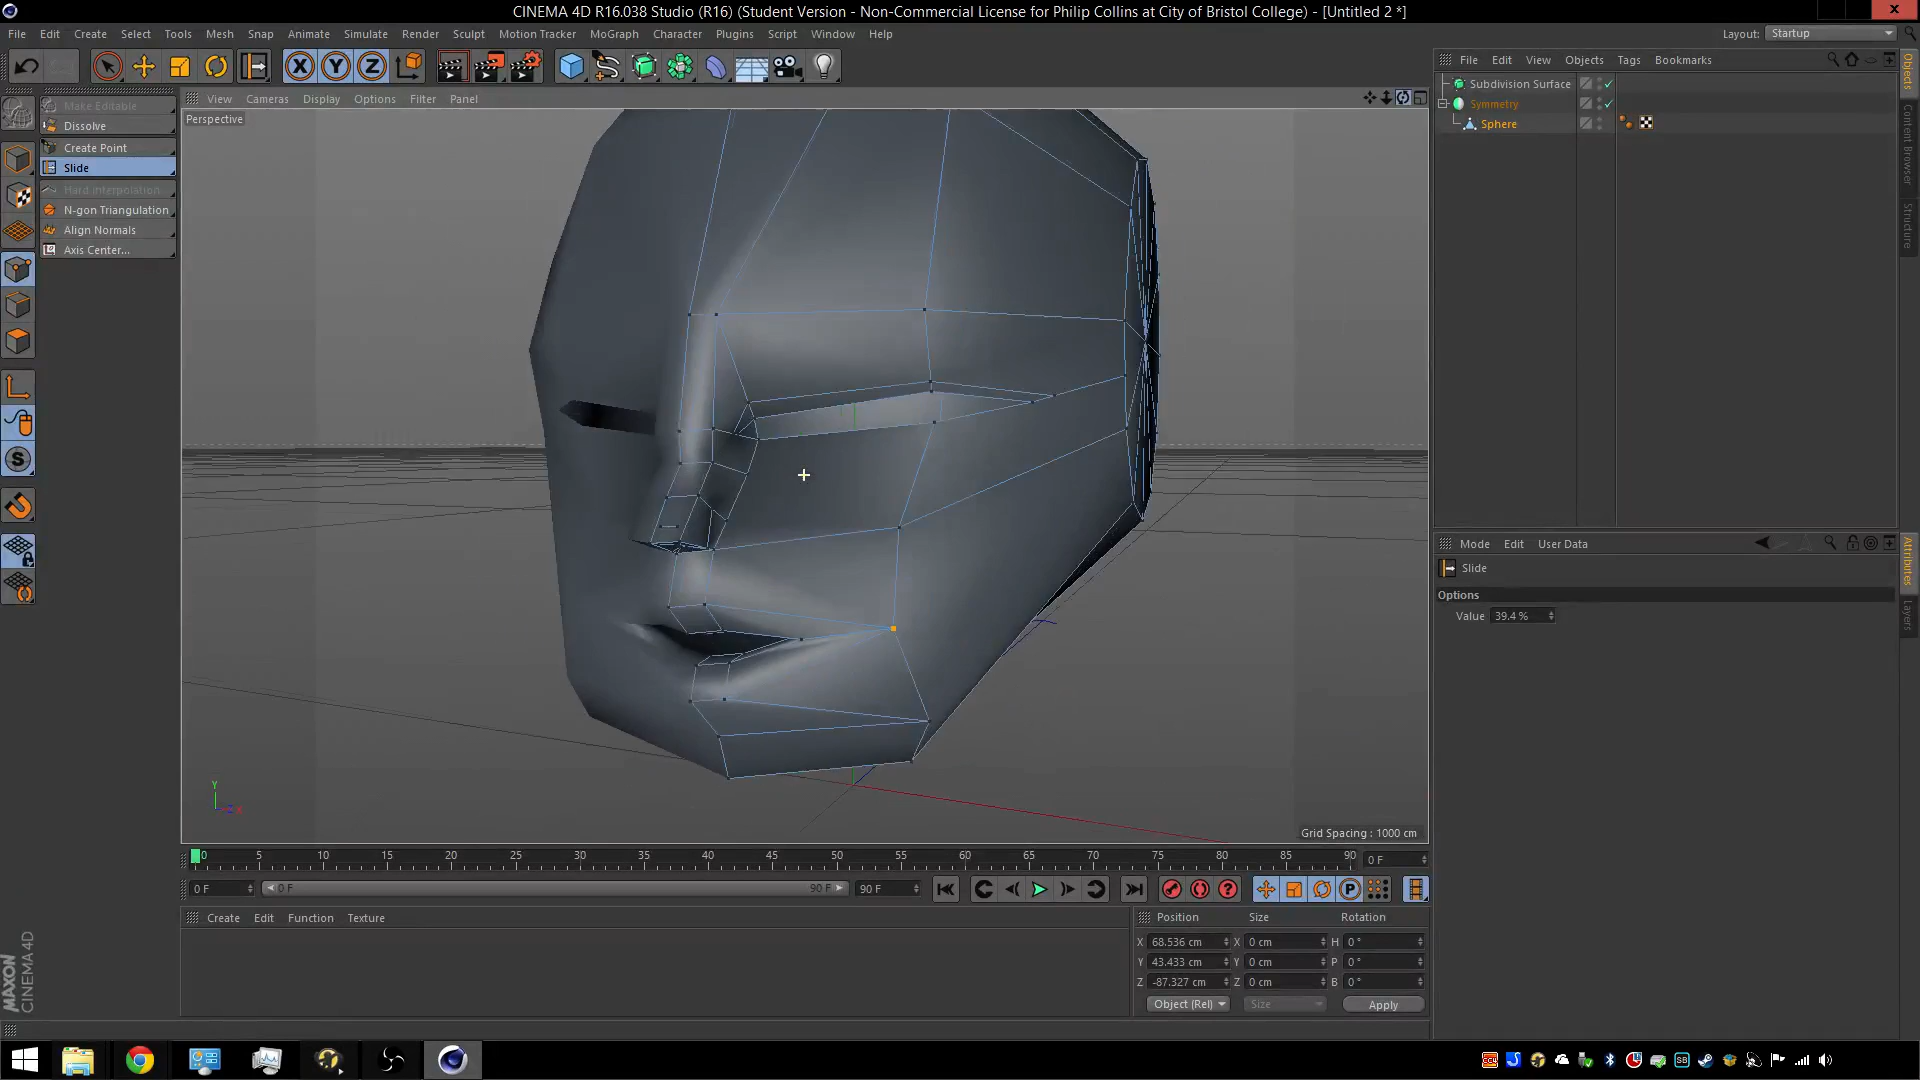 CINEMA 4D R16.038 Studio (R16) (Student Version - Non-Commercial License for Philip Collins at City of Bristol College) - [Untitled 2 *]
File Edit Create Select Tools Mesh Snap Animate Simulate Render Sculpt Motion Tracker MoGraph Character Plugins Script Window Help
Layout: Startup
X Y Z
File Edit View Objects Tags Bookmarks
Objects
Content Browser
Structure
Subdivision Surface
Symmetry
Sphere
Make Editable
Dissolve
Create Point
Slide
Hard Interpolation
N-gon Triangulation
Align Normals
Axis Center...
View Cameras Display Options Filter Panel
Perspective
Y
X
Grid Spacing : 1000 cm
Mode Edit User Data
Attributes
Layers
Slide
Options
Value 39.4 %
0 5 10 15 20 25 30 35 40 45 50 55 60 65 70 75 80 85 90 0 F
0 F 0 F 90 F 90 F
Create Edit Function Texture
Position Size Rotation
X 68.536 cm X 0 cm H 0 °
Y 43.433 cm Y 0 cm P 0 °
Z -87.327 cm Z 0 cm B 0 °
Object (Rel) Size Apply
MAXON
CINEMA 4D